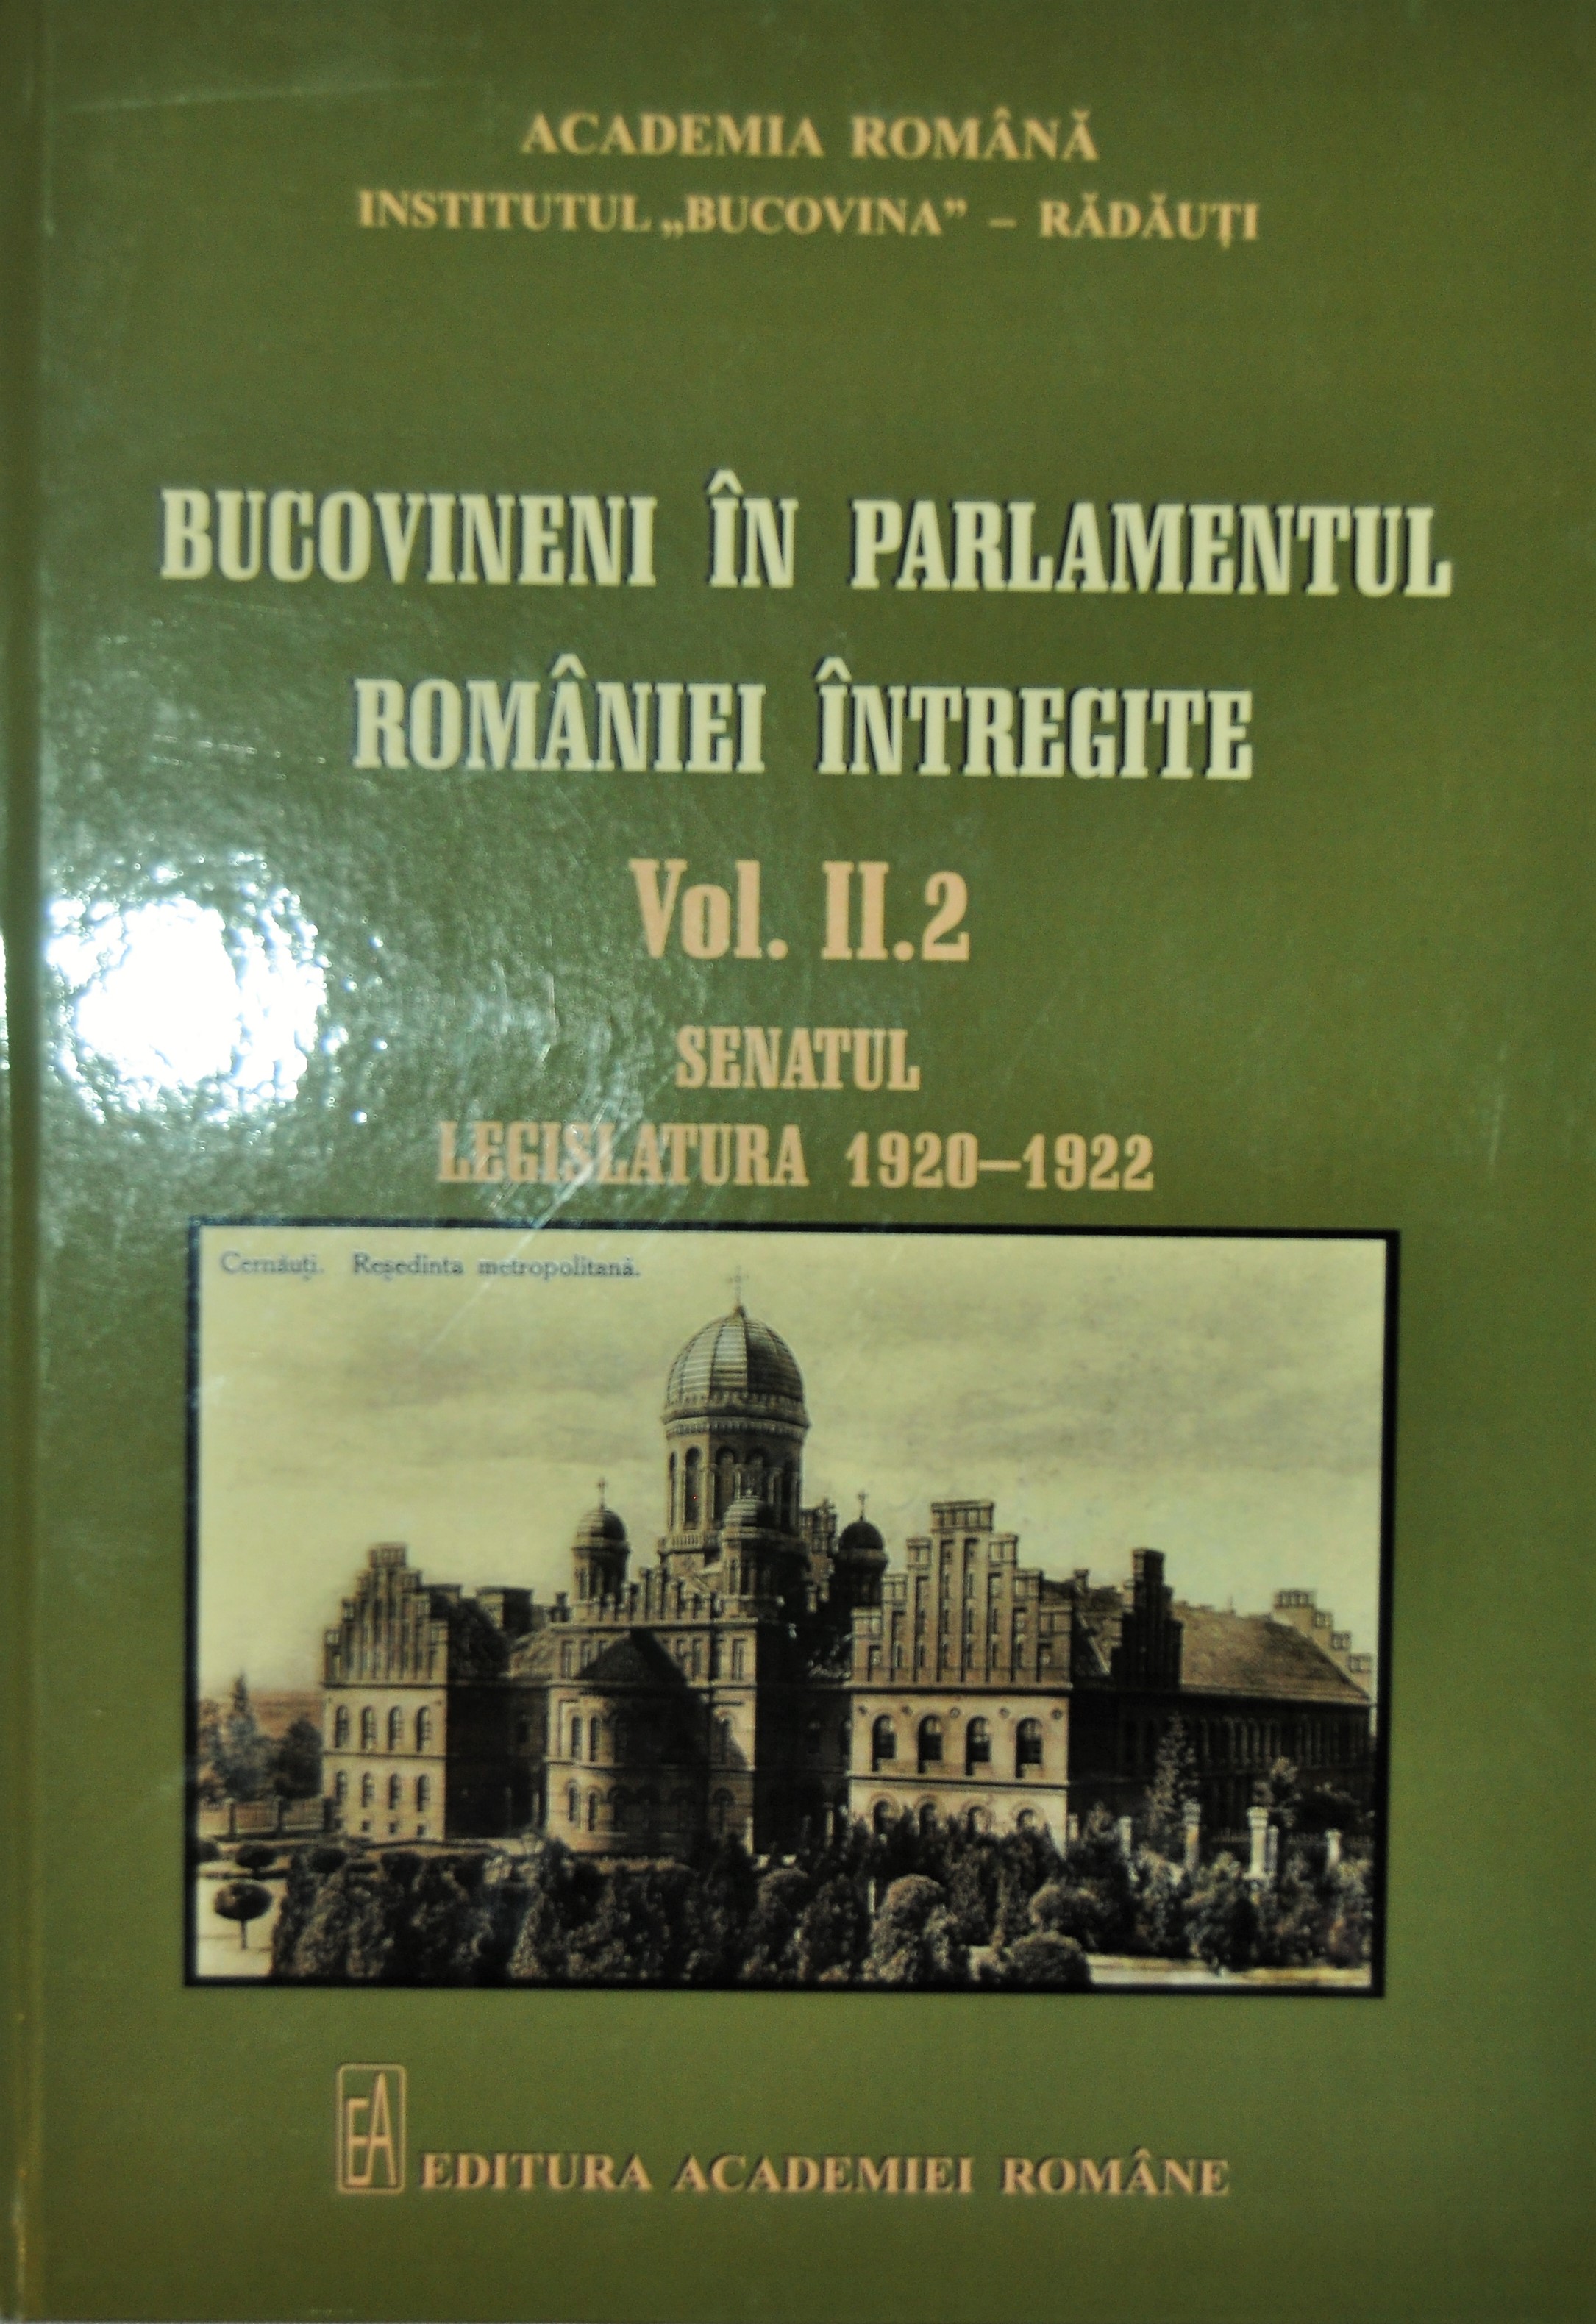 ACADEMIA ROMÂNĂ
INSTITUTUL „BUCOVINA” – RĂDĂUȚI
BUCOVINENI ÎN PARLAMENTUL
ROMÂNIEI ÎNTREGITE
Vol. II.2
SENATUL
LEGISLATURA 1920–1922
Cernăuți. Reședinta metropolitană.
EA
EDITURA ACADEMIEI ROMÂNE